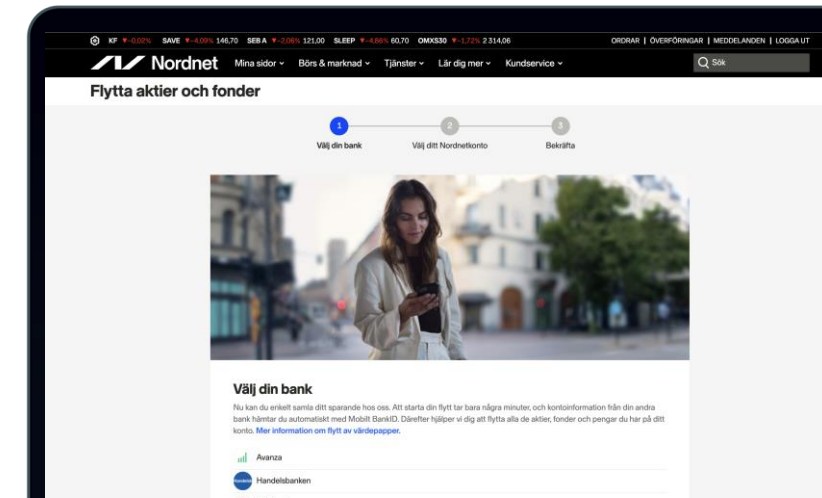 KF ▼-0,02% SAVE ▼-4,09% 146,70 SEB A ▼-2,06% 121,00 SLEEP ▼-4,86% 60,70 OMXS30 ▼-1,72% 2 314,06 ORDRAR | ÖVERFÖRINGAR | MEDDELANDEN | LOGGA UT
Nordnet Mina sidor Börs & marknad Tjänster Lär dig mer Kundservice Sök
Flytta aktier och fonder
1 2 3
Välj din bank Välj ditt Nordnetkonto Bekräfta
Välj din bank
Nu kan du enkelt samla ditt sparande hos oss. Att starta din flytt tar bara några minuter, och kontoinformation från din andra
bank hämtar du automatiskt med Mobilt BankID. Därefter hjälper vi dig att flytta alla de aktier, fonder och pengar du har på ditt
konto. Mer information om flytt av värdepapper.
Avanza
Handelsbanken